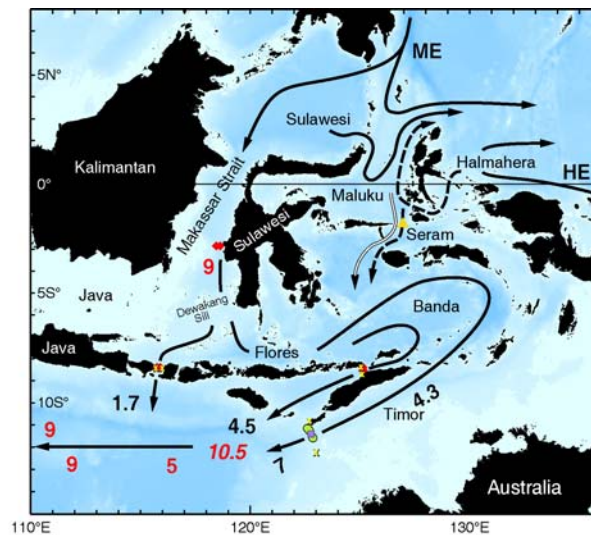 ME
5N°
Sulawesi
Kalimantan
Makassar Strait
Halmahera
0°
HE
Maluku
Sulawesi
Seram
9
5S°
Java
Dewakang
Sill
Banda
Java
Flores
4.3
10S°
1.7
4.5
Timor
9
7
9
5
10.5
Australia
110°E
120°E
130°E